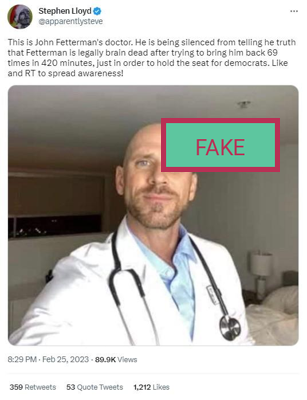 Stephen Lloyd
@apparentlysteve
This is John Fetterman's doctor. He is being silenced from telling he truth
that Fetterman is legally brain dead after trying to bring him back 69
times in 420 minutes, just in order to hold the seat for democrats. Like
and RT to spread awareness!
FAKE
8:29 PM · Feb 25, 2023 · 89.9K Views
359 Retweets 53 Quote Tweets 1,212 Likes